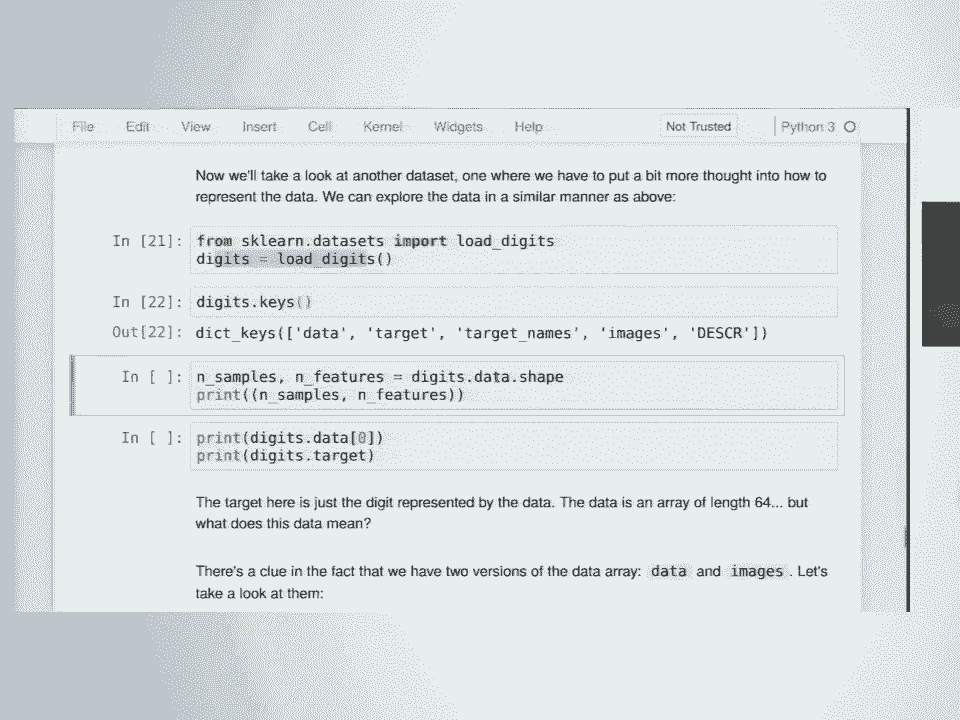 File Edit View Insert Cell Kernel Widgets Help Not Trusted Python 3
Now we'll take a look at another dataset, one where we have to put a bit more thought into how to
represent the data. We can explore the data in a similar manner as above:
In [21]: from sklearn.datasets import load_digits
digits = load_digits()
In [22]: digits.keys()
Out[22]: dict_keys(['data', 'target', 'target_names', 'images', 'DESCR'])
In [ ]: n_samples, n_features = digits.data.shape
print((n_samples, n_features))
In [ ]: print(digits.data[0])
print(digits.target)
The target here is just the digit represented by the data. The data is an array of length 64... but
what does this data mean?
There's a clue in the fact that we have two versions of the data array: data and images. Let's
take a look at them: